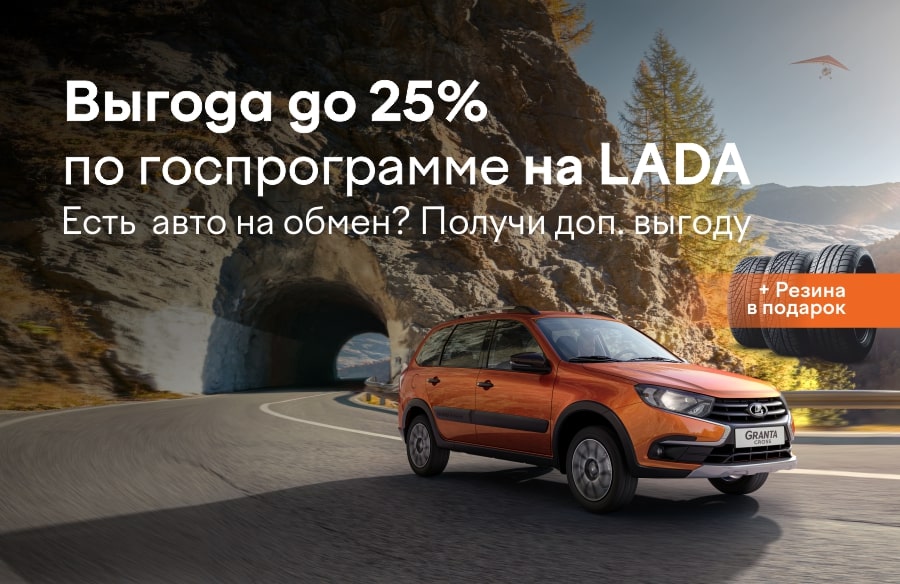 Выгода до 25%
по госпрограмме на LADA
Есть авто на обмен? Получи доп. выгоду
+ Резина
в подарок
GRANTA
CROSS